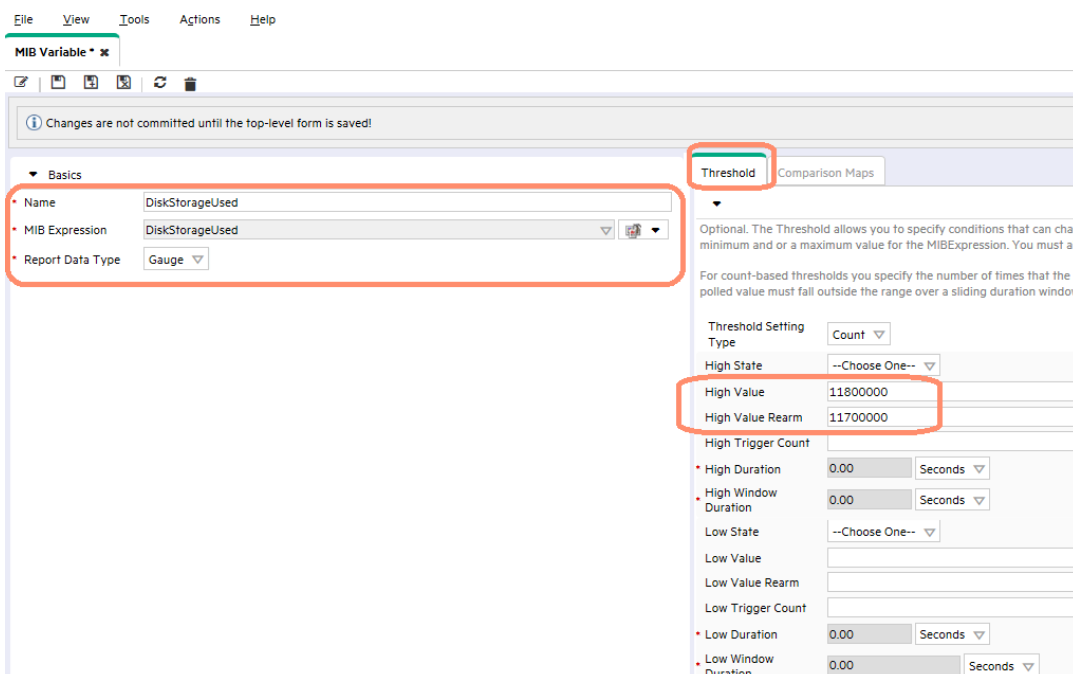 File View Tools Actions Help
MIB Variable * ✖
Changes are not committed until the top-level form is saved!
Basics
* Name DiskStorageUsed
* MIB Expression DiskStorageUsed
* Report Data Type Gauge
Threshold Comparison Maps
Optional. The Threshold allows you to specify conditions that can cha
minimum and or a maximum value for the MIBExpression. You must a
For count-based thresholds you specify the number of times that the
polled value must fall outside the range over a sliding duration windo
Threshold Setting
Type Count
High State --Choose One--
High Value 11800000
High Value Rearm 11700000
High Trigger Count
* High Duration 0.00 Seconds
* High Window
Duration 0.00 Seconds
Low State --Choose One--
Low Value
Low Value Rearm
Low Trigger Count
* Low Duration 0.00 Seconds
* Low Window
Duration 0.00 Seconds